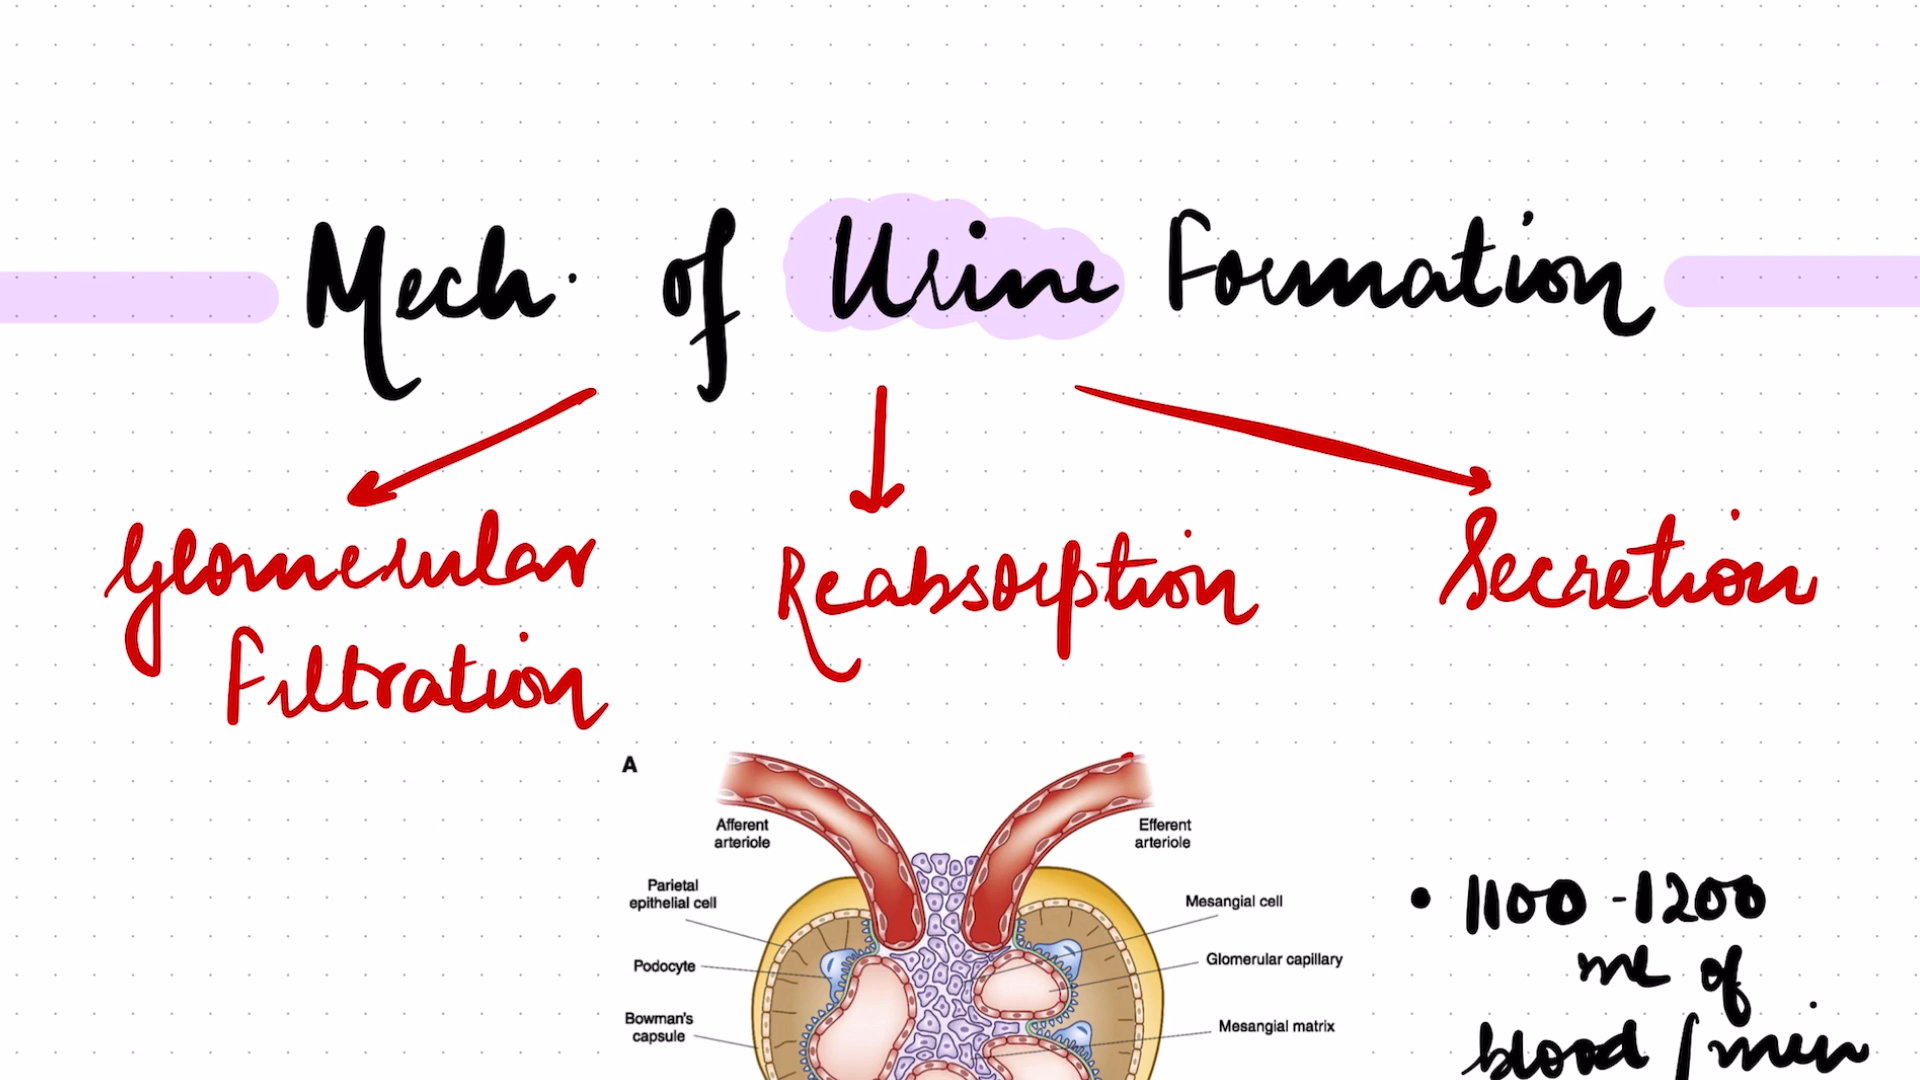 Mech. of Urine Formation
Glomerular
Filtration
Reabsorption
Secretion
A
Afferent
arteriole
Efferent
arteriole
Parietal
epithelial cell
Podocyte
Bowman's
capsule
Mesangial cell
Glomerular capillary
Mesangial matrix
• 1100 - 1200
ml of
blood / min